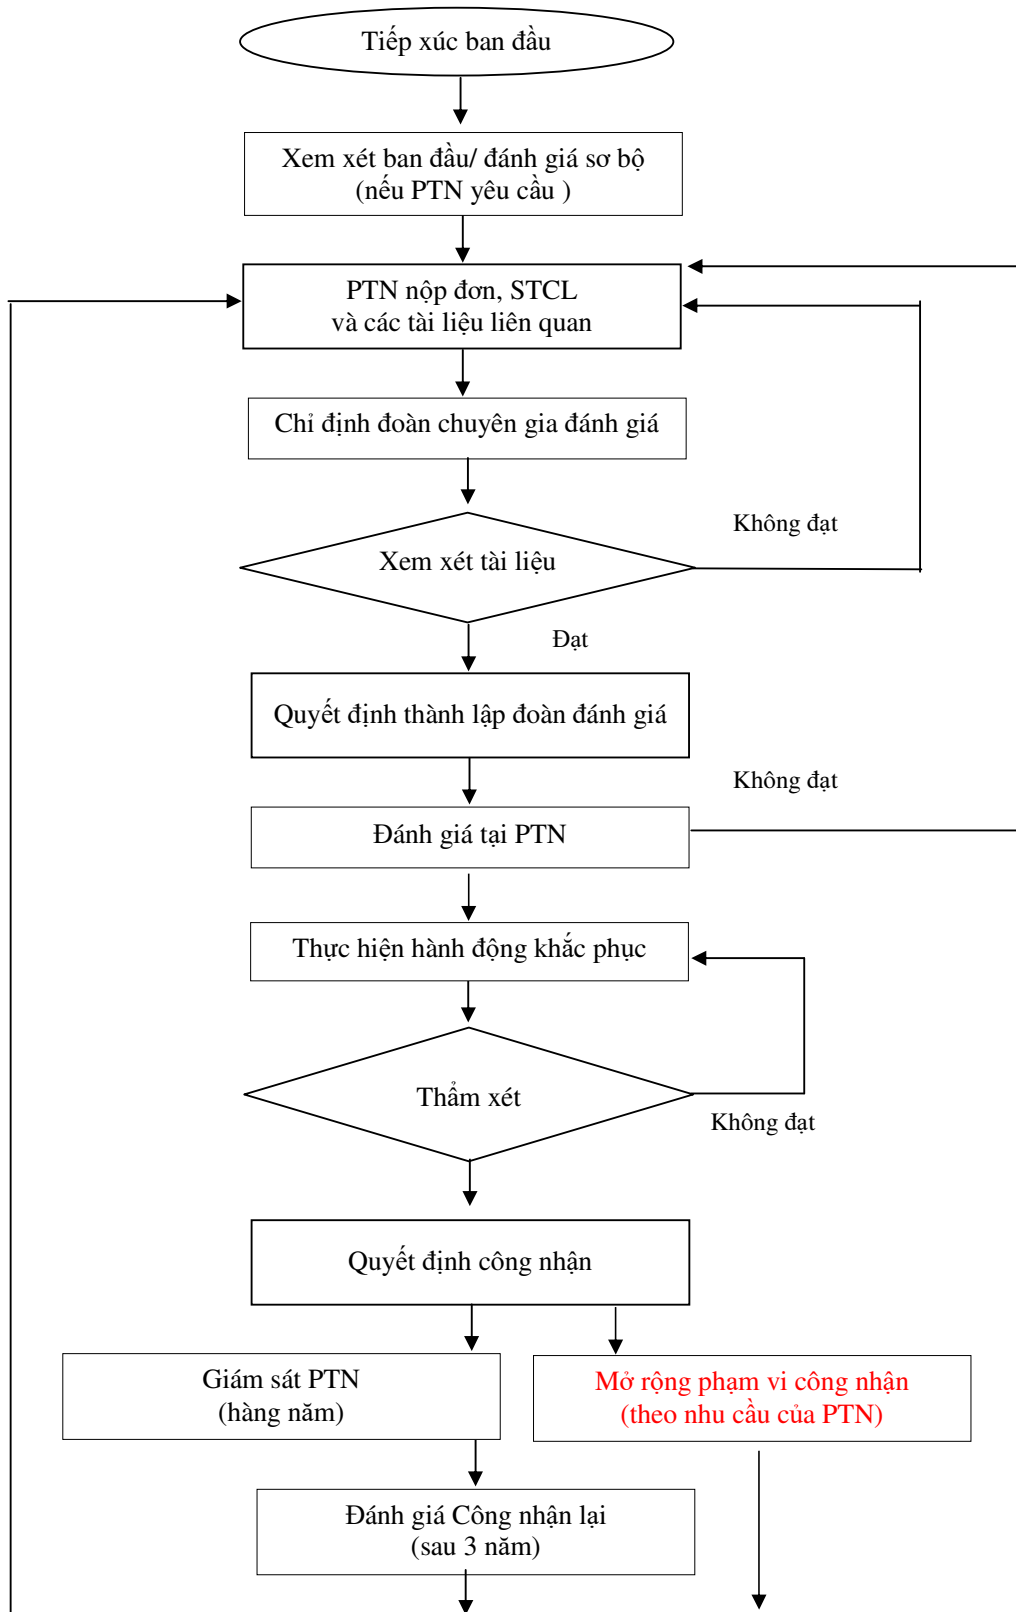 Tiếp xúc ban đầu
Xem xét ban đầu/ đánh giá sơ bộ
(nếu PTN yêu cầu )
PTN nộp đơn, STCL
và các tài liệu liên quan
Chỉ định đoàn chuyên gia đánh giá
Không đạt
Xem xét tài liệu
Đạt
Quyết định thành lập đoàn đánh giá
Không đạt
Đánh giá tại PTN
Thực hiện hành động khắc phục
Thẩm xét
Không đạt
Quyết định công nhận
Giám sát PTN
(hàng năm)
Mở rộng phạm vi công nhận
(theo nhu cầu của PTN)
Đánh giá Công nhận lại
(sau 3 năm)